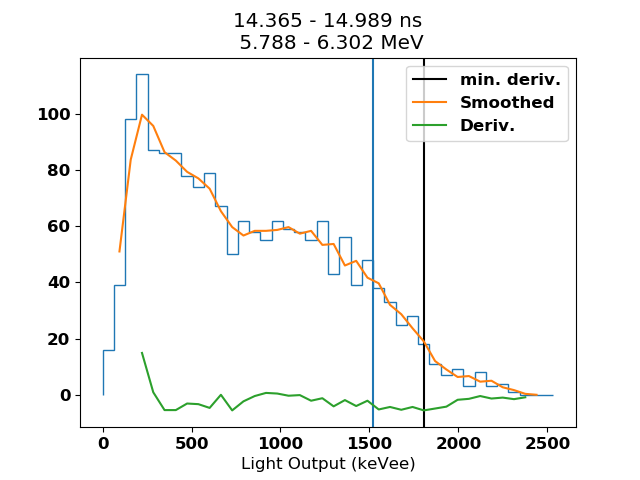 14.365 - 14.989 ns
5.788 - 6.302 MeV
min. deriv.
Smoothed
Deriv.
100
80
60
40
20
0
0 500 1000 1500 2000 2500
Light Output (keVee)